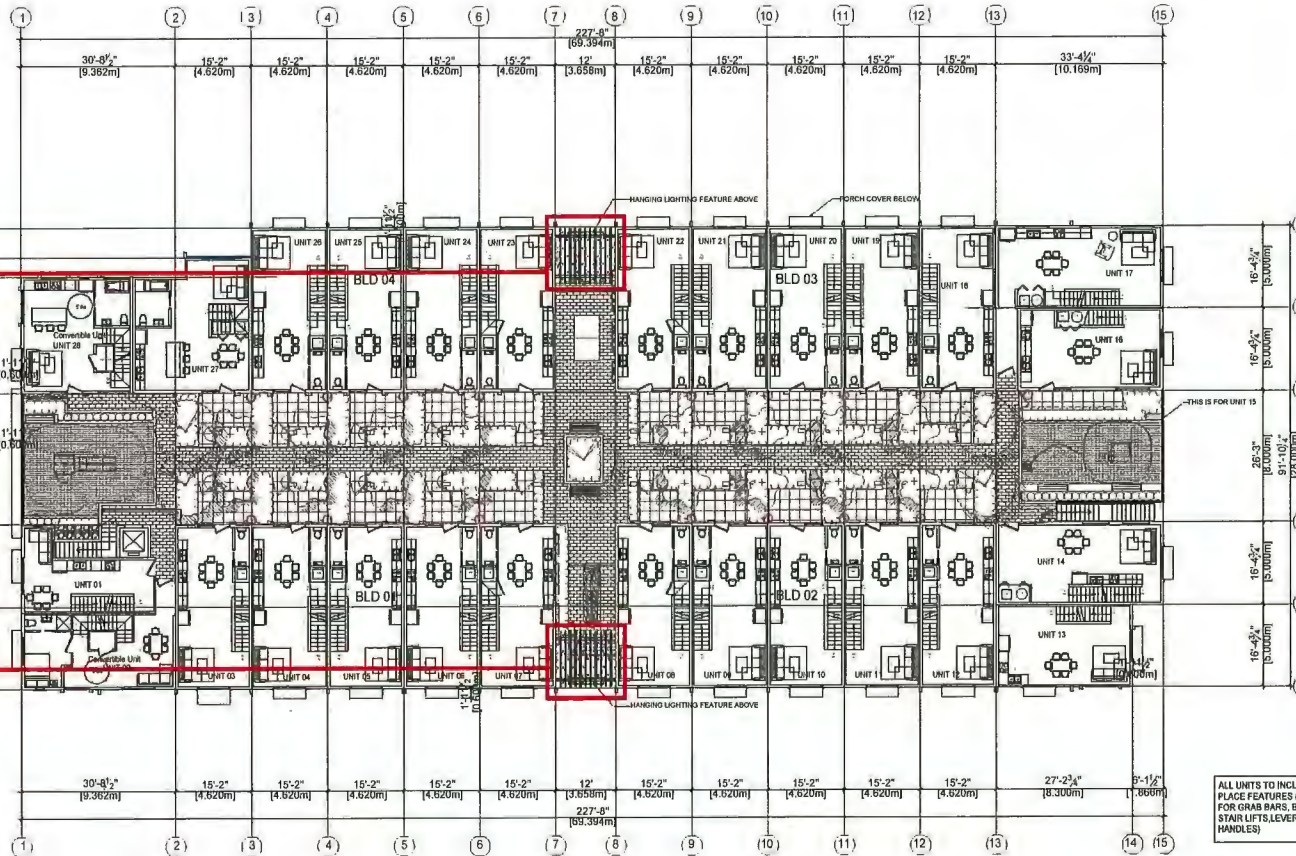 1 2 3 4 5 6 7 8 9 10 11 12 13 15
227'-8"
[69.394m]
30'-8½" 15'-2" 15'-2" 15'-2" 15'-2" 15'-2" 12' 15'-2" 15'-2" 15'-2" 15'-2" 15'-2" 33'-4¼"
[9.362m] [4.620m] [4.620m] [4.620m] [4.620m] [4.620m] [3.658m] [4.620m] [4.620m] [4.620m] [4.620m] [4.620m] [10.169m]
HANGING LIGHTING FEATURE ABOVE
PORCH COVER BELOW
UNIT 26 UNIT 25 UNIT 24 UNIT 23 UNIT 22 UNIT 21 UNIT 20 UNIT 19
UNIT 17
BLD 04
BLD 03
UNIT 18
16'-4¾"
[5.000m]
Convertible
UNIT 28
UNIT 27
UNIT 16
16'-4¾"
[5.000m]
THIS IS FOR UNIT 15
26'-3"
[8.000m]
91'-10¼"
[28.000m]
UNIT 01
UNIT 14
16'-4¾"
[5.000m]
BLD 01
BLD 02
UNIT 13
16'-4¾"
[5.000m]
Convertible Unit
UNIT 03 UNIT 04 UNIT 05 UNIT 06 UNIT 07 UNIT 08 UNIT 09 UNIT 10 UNIT 11 UNIT 12
HANGING LIGHTING FEATURE ABOVE
30'-8½" 15'-2" 15'-2" 15'-2" 15'-2" 15'-2" 12' 15'-2" 15'-2" 15'-2" 15'-2" 15'-2" 27'-2¾" 6'-1½"
[9.362m] [4.620m] [4.620m] [4.620m] [4.620m] [4.620m] [3.658m] [4.620m] [4.620m] [4.620m] [4.620m] [4.620m] [8.300m] [1.866m]
227'-8"
[69.394m]
1 2 3 4 5 6 7 8 9 10 11 12 13 14 15
ALL UNITS TO INCL
PLACE FEATURES
FOR GRAB BARS,
STAIR LIFTS,LEVER
HANDLES)